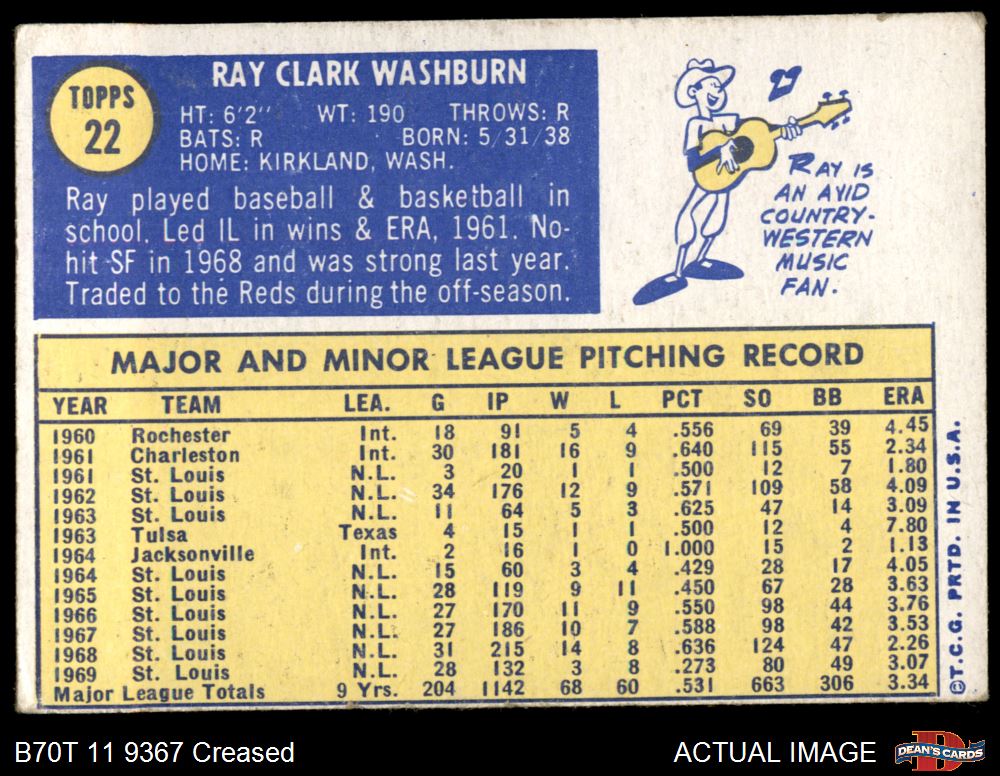 TOPPS
22
RAY CLARK WASHBURN
HT: 6'2" WT: 190 THROWS: R
BATS: R BORN: 5/31/38
HOME: KIRKLAND, WASH.
Ray played baseball & basketball in
school. Led IL in wins & ERA, 1961. No-
hit SF in 1968 and was strong last year.
Traded to the Reds during the off-season.
RAY IS
AN AVID
COUNTRY-
WESTERN
MUSIC
FAN.
MAJOR AND MINOR LEAGUE PITCHING RECORD
YEAR TEAM LEA. G IP W L PCT SO BB ERA
1960 Rochester Int. 18 91 5 4 .556 69 39 4.45
1961 Charleston Int. 30 181 16 9 .640 115 55 2.34
1961 St. Louis N.L. 3 20 1 1 .500 12 7 1.80
1962 St. Louis N.L. 34 176 12 9 .571 109 58 4.09
1963 St. Louis N.L. 11 64 5 3 .625 47 14 3.09
1963 Tulsa Texas 4 15 1 1 .500 12 4 7.80
1964 Jacksonville Int. 2 16 1 0 1.000 15 2 1.13
1964 St. Louis N.L. 15 60 3 4 .429 28 17 4.05
1965 St. Louis N.L. 28 119 9 11 .450 67 28 3.63
1966 St. Louis N.L. 27 170 11 9 .550 98 44 3.76
1967 St. Louis N.L. 27 186 10 7 .588 98 42 3.53
1968 St. Louis N.L. 31 215 14 8 .636 124 47 2.26
1969 St. Louis N.L. 28 132 3 8 .273 80 49 3.07
Major League Totals 9 Yrs. 204 1142 68 60 .531 663 306 3.34
©T.C.G. PRTD. IN U.S.A.
B70T 11 9367 Creased
ACTUAL IMAGE
DEAN'S CARDS